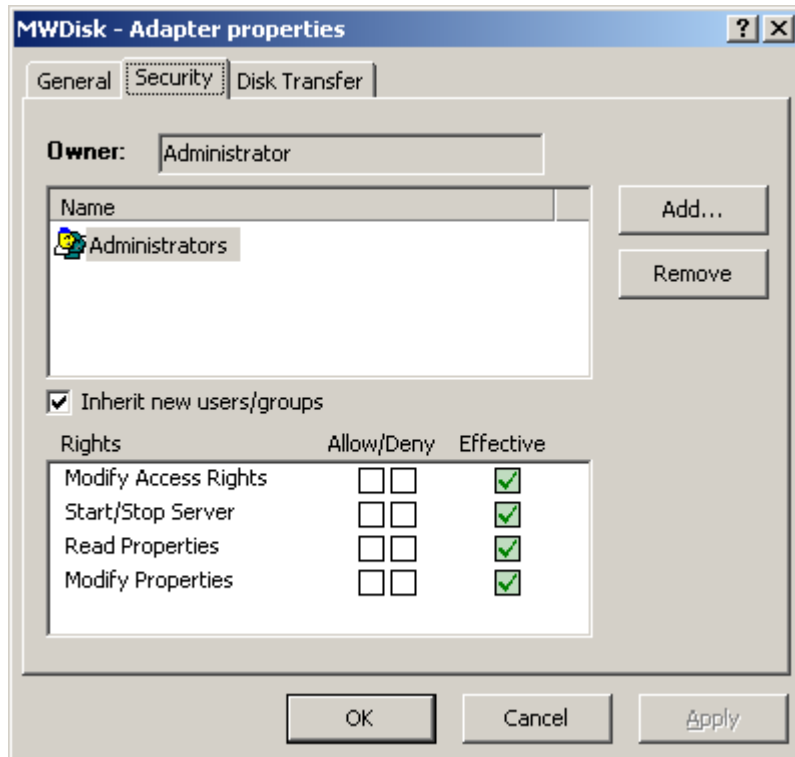 MWDisk - Adapter properties
General Security Disk Transfer
Owner: Administrator
Name
Add...
Administrators
Remove
Inherit new users/groups
Rights Allow/Deny Effective
Modify Access Rights
Start/Stop Server
Read Properties
Modify Properties
OK Cancel Apply